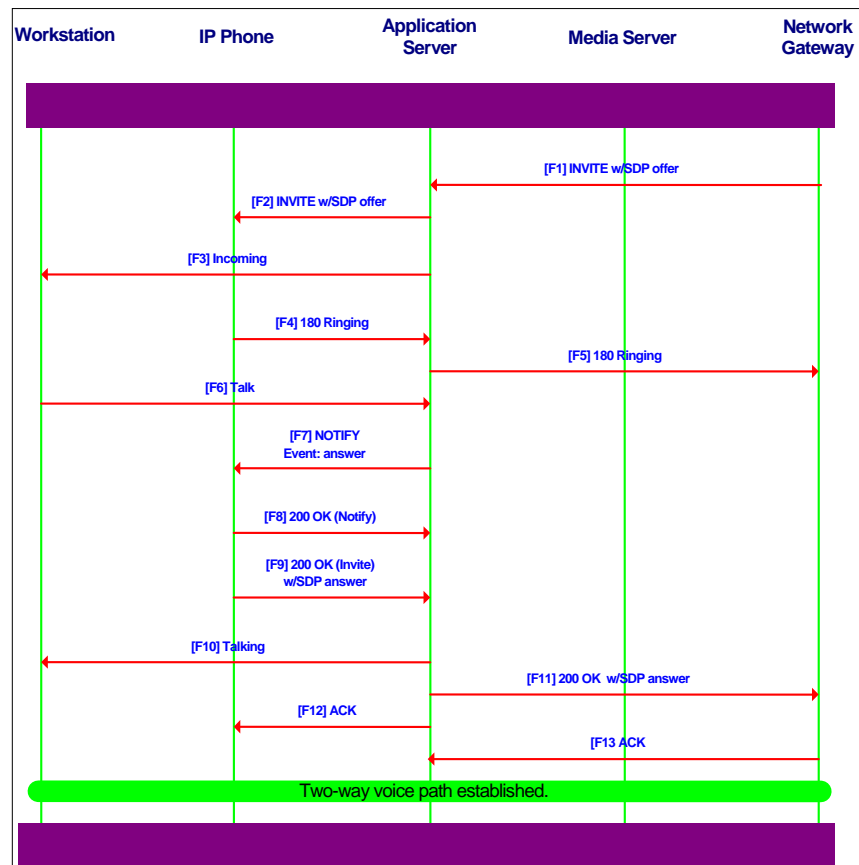 Workstation
IP Phone
Application
Server
Media Server
Network
Gateway
[F1] INVITE w/SDP offer
[F2] INVITE w/SDP offer
[F3] Incoming
[F4] 180 Ringing
[F5] 180 Ringing
[F6] Talk
[F7] NOTIFY
Event: answer
[F8] 200 OK (Notify)
[F9] 200 OK (Invite)
w/SDP answer
[F10] Talking
[F11] 200 OK w/SDP answer
[F12] ACK
[F13 ACK
Two-way voice path established.